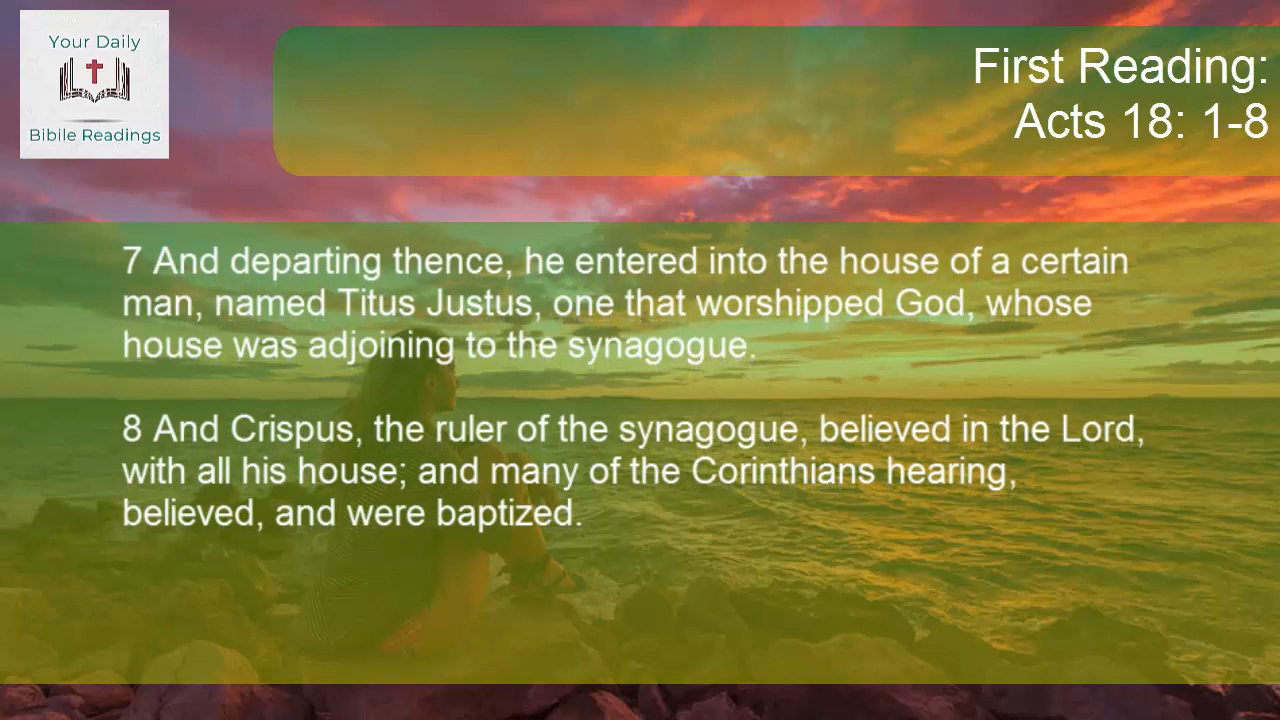 Your Daily
Bibile Readings
First Reading:
Acts 18: 1-8
7 And departing thence, he entered into the house of a certain
man, named Titus Justus, one that worshipped God, whose
house was adjoining to the synagogue.
8 And Crispus, the ruler of the synagogue, believed in the Lord,
with all his house; and many of the Corinthians hearing,
believed, and were baptized.